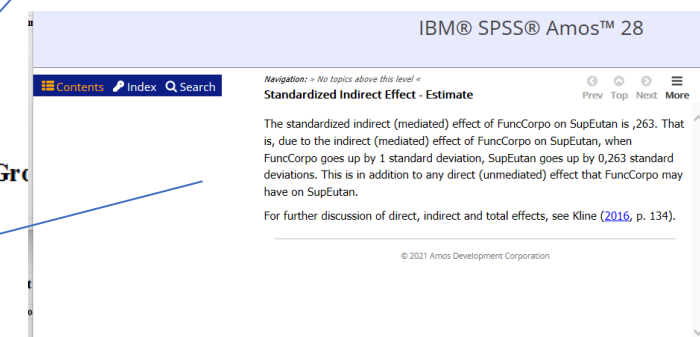 IBM® SPSS® Amos™ 28
Contents Index Search
Navigation: » No topics above this level «
Standardized Indirect Effect - Estimate
Prev Top Next More
The standardized indirect (mediated) effect of FuncCorpo on SupEutan is ,263. That
is, due to the indirect (mediated) effect of FuncCorpo on SupEutan, when
FuncCorpo goes up by 1 standard deviation, SupEutan goes up by 0,263 standard
deviations. This is in addition to any direct (unmediated) effect that FuncCorpo may
have on SupEutan.
For further discussion of direct, indirect and total effects, see Kline (2016, p. 134).
© 2021 Amos Development Corporation
Gro